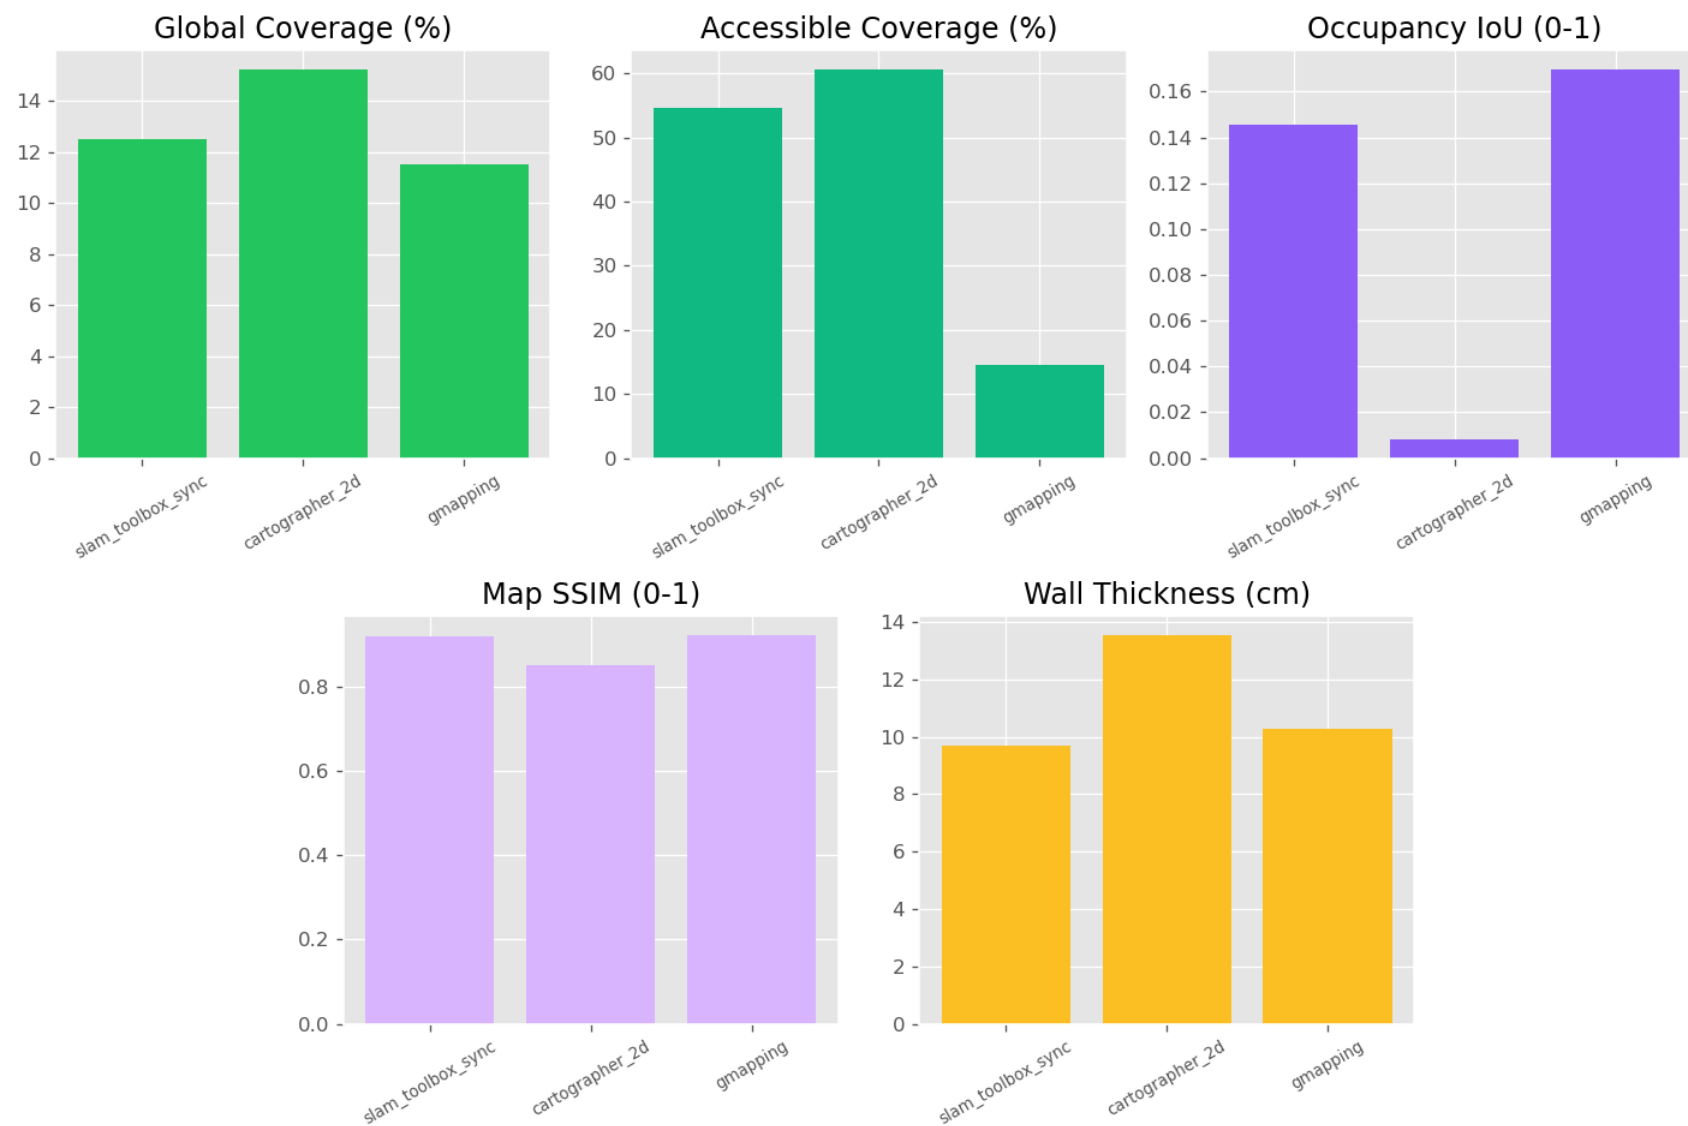 Global Coverage (%)
14
12
10
8
6
4
2
0
slam_toolbox_sync
cartographer_2d
gmapping
Accessible Coverage (%)
60
50
40
30
20
10
0
slam_toolbox_sync
cartographer_2d
gmapping
Occupancy IoU (0-1)
0.16
0.14
0.12
0.10
0.08
0.06
0.04
0.02
0.00
slam_toolbox_sync
cartographer_2d
gmapping
Map SSIM (0-1)
0.8
0.6
0.4
0.2
0.0
slam_toolbox_sync
cartographer_2d
gmapping
Wall Thickness (cm)
14
12
10
8
6
4
2
0
slam_toolbox_sync
cartographer_2d
gmapping